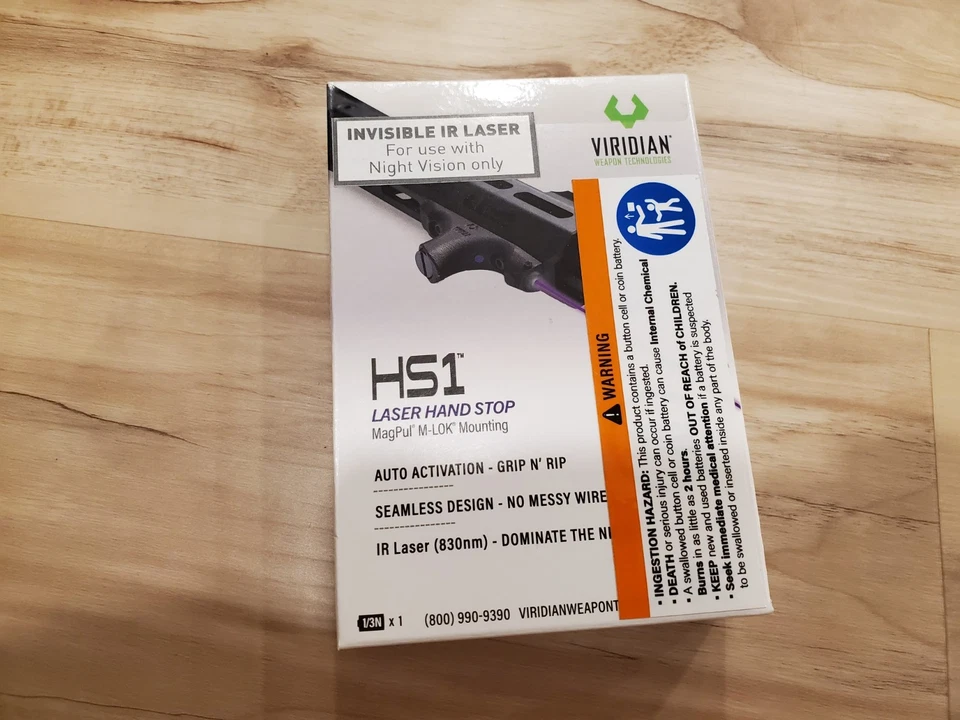 INVISIBLE IR LASER
For use with
Night Vision only
VIRIDIAN
WEAPON TECHNOLOGIES
HS1™
LASER HAND STOP
MagPul® M-LOK® Mounting
AUTO ACTIVATION - GRIP N' RIP
SEAMLESS DESIGN - NO MESSY WIRE
IR Laser (830nm) - DOMINATE THE NI
1/3N x 1 (800) 990-9390 VIRIDIANWEAPONT
WARNING
• INGESTION HAZARD: This product contains a button cell or coin battery.
• DEATH or serious injury can occur if ingested.
• A swallowed button cell or coin battery can cause Internal Chemical
Burns in as little as 2 hours.
• KEEP new and used batteries OUT OF REACH of CHILDREN.
• Seek immediate medical attention if a battery is suspected
to be swallowed or inserted inside any part of the body.